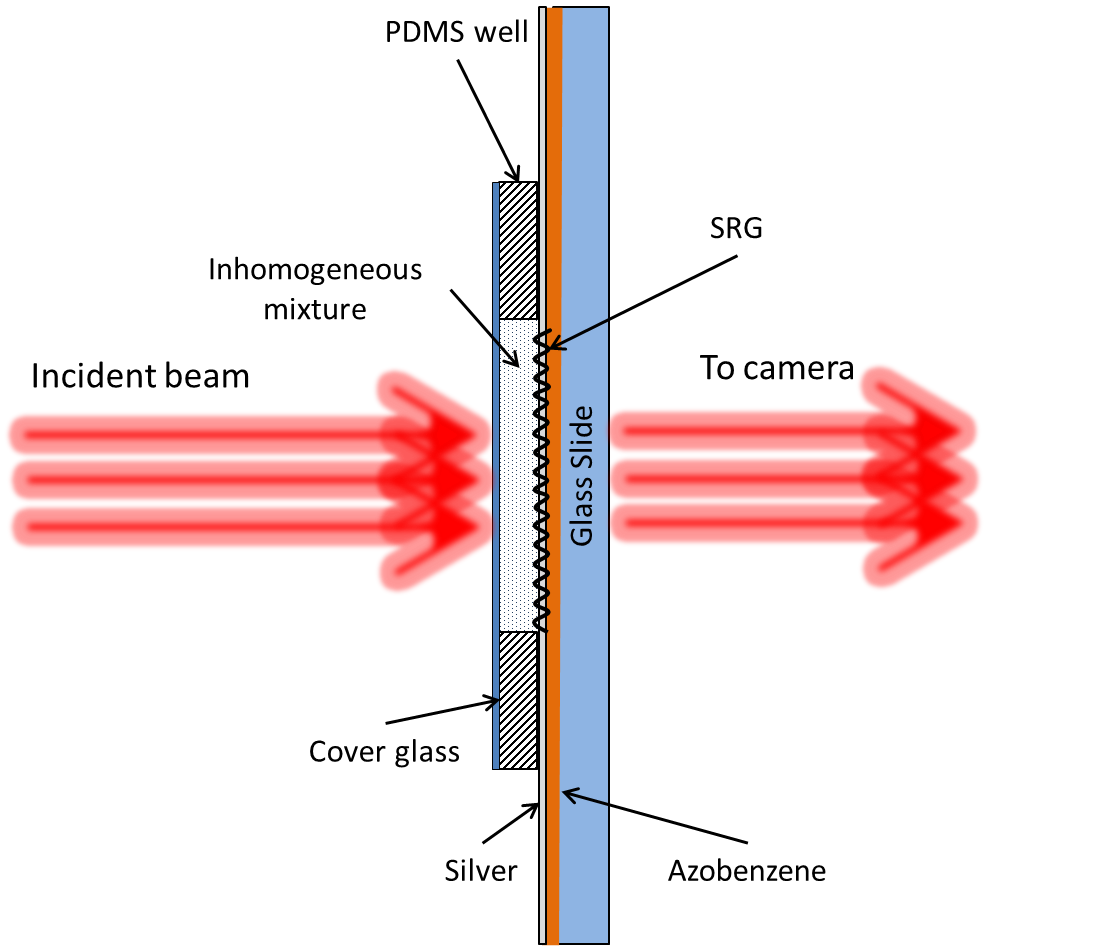 PDMS well
SRG
Inhomogeneous
mixture
Incident beam
To camera
Glass Slide
Cover glass
Silver
Azobenzene